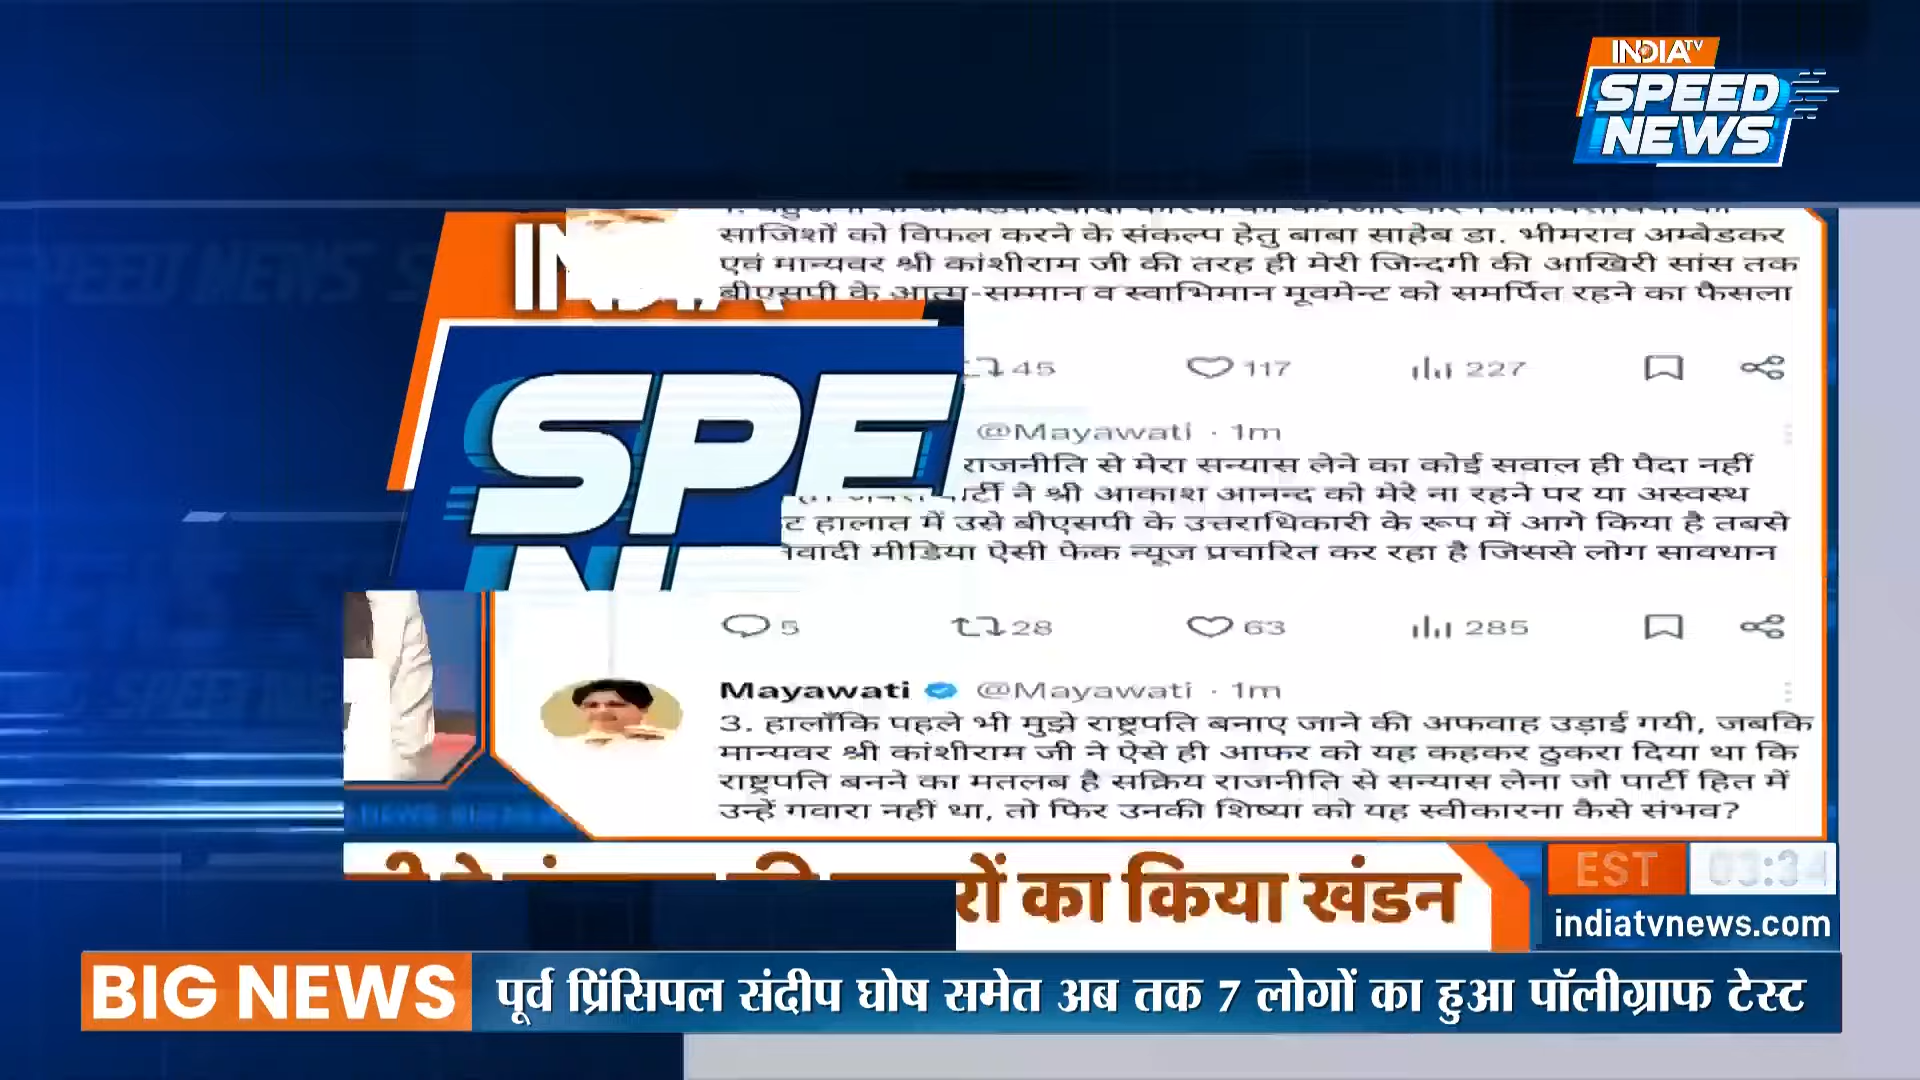 INDIA TV
SPEED
NEWS
साजिशों को विफल करने के संकल्प हेतु बाबा साहेब डा. भीमराव अम्बेडकर
एवं मान्यवर श्री कांशीराम जी की तरह ही मेरी जिन्दगी की आखिरी सांस तक
बीएसपी के आत्म-सम्मान व स्वाभिमान मूवमेन्ट को समर्पित रहने का फैसला
45 117 227
@Mayawati · 1m
राजनीति से मेरा सन्यास लेने का कोई सवाल ही पैदा नहीं
ने श्री आकाश आनन्द को मेरे ना रहने पर या अस्वस्थ
हालात में उसे बीएसपी के उत्तराधिकारी के रूप में आगे किया है तबसे
मीडिया ऐसी फेक न्यूज प्रचारित कर रहा है जिससे लोग सावधान
5 28 63 285
Mayawati @Mayawati · 1m
3. हालाँकि पहले भी मुझे राष्ट्रपति बनाए जाने की अफवाह उड़ाई गयी, जबकि
मान्यवर श्री कांशीराम जी ने ऐसे ही आफर को यह कहकर ठुकरा दिया था कि
राष्ट्रपति बनने का मतलब है सक्रिय राजनीति से सन्यास लेना जो पार्टी हित में
उन्हें गवारा नहीं था, तो फिर उनकी शिष्या को यह स्वीकारना कैसे संभव?
का किया खंडन
EST 03:34
indiatvnews.com
BIG NEWS पूर्व प्रिंसिपल संदीप घोष समेत अब तक 7 लोगों का हुआ पॉलीग्राफ टेस्ट